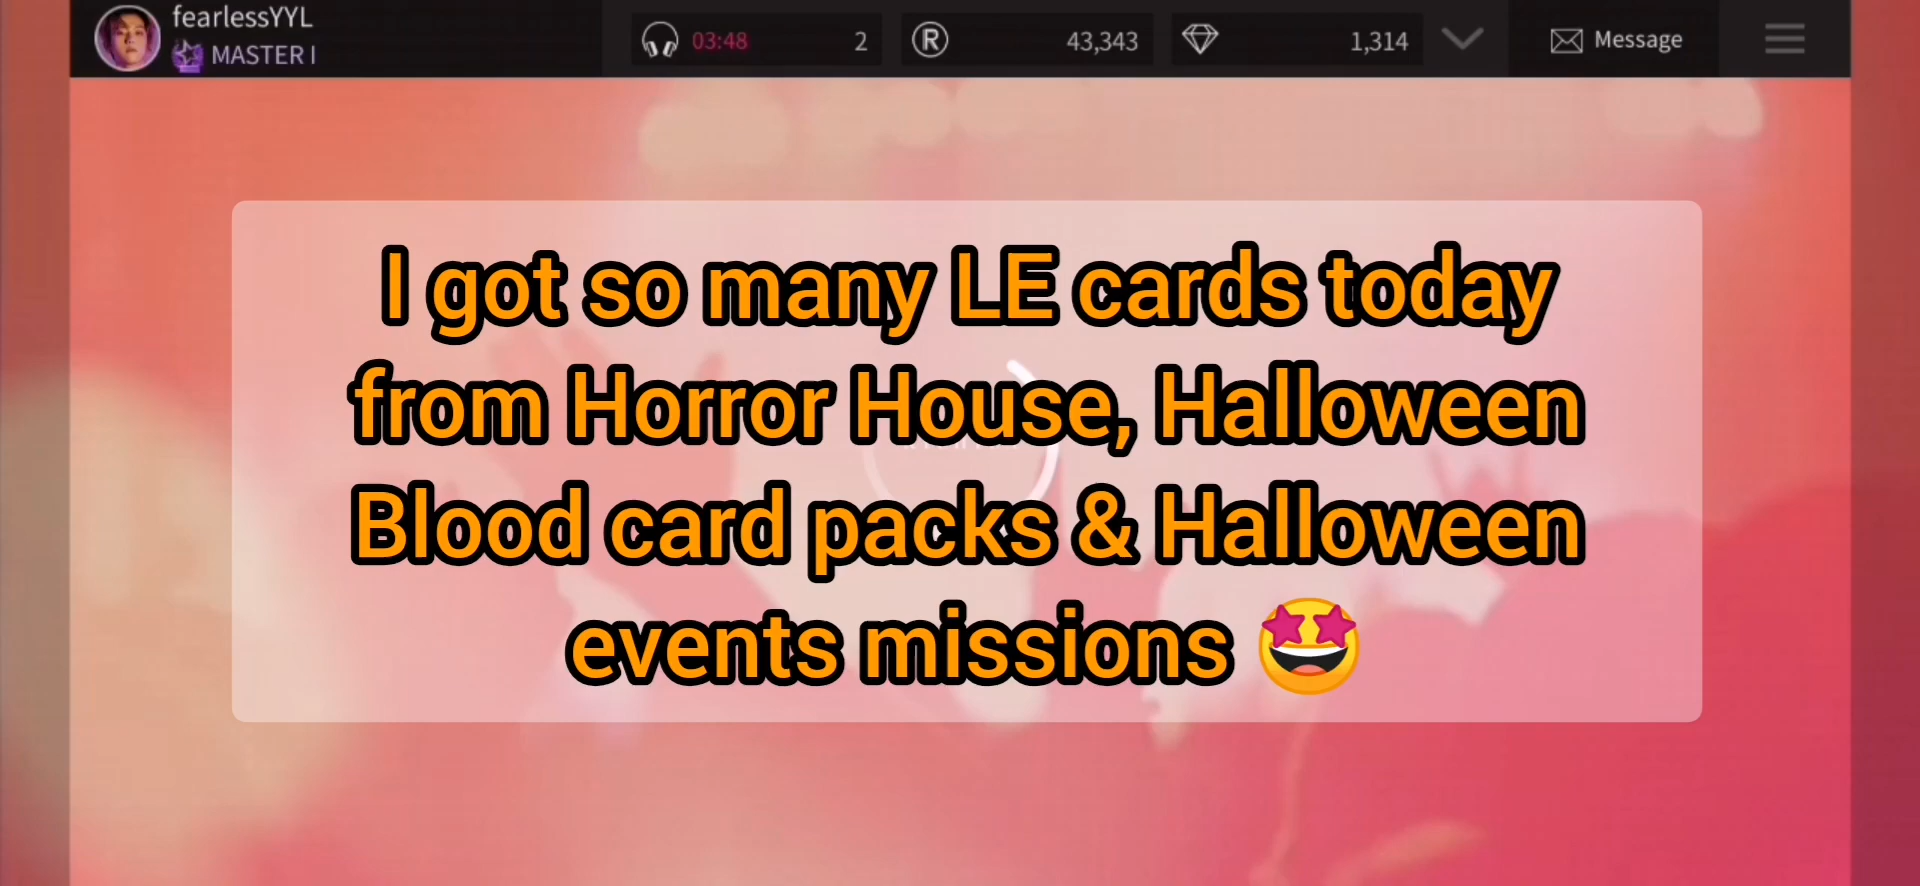 fearlessYYL
MASTER I
03:48
2
R
43,343
1,314
Message
I got so many LE cards today
from Horror House, Halloween
Blood card packs & Halloween
events missions 🤩